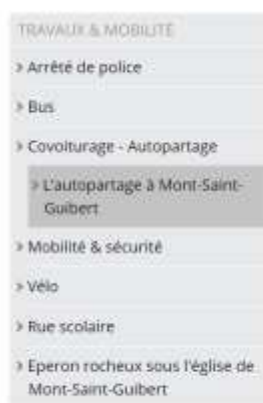 TRAVAUX & MOBILITÉ
› Arrêté de police
› Bus
› Covoiturage - Autopartage
› L'autopartage à Mont-Saint-
Guibert
› Mobilité & sécurité
› Vélo
› Rue scolaire
› Eperon rocheux sous l'église de
Mont-Saint-Guibert